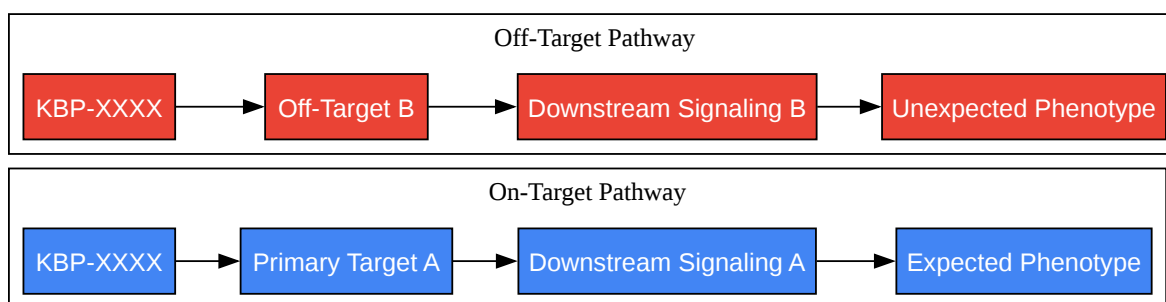 Off-Target Pathway
KBP-XXXX
Off-Target B
Downstream Signaling B
Unexpected Phenotype
On-Target Pathway
KBP-XXXX
Primary Target A
Downstream Signaling A
Expected Phenotype